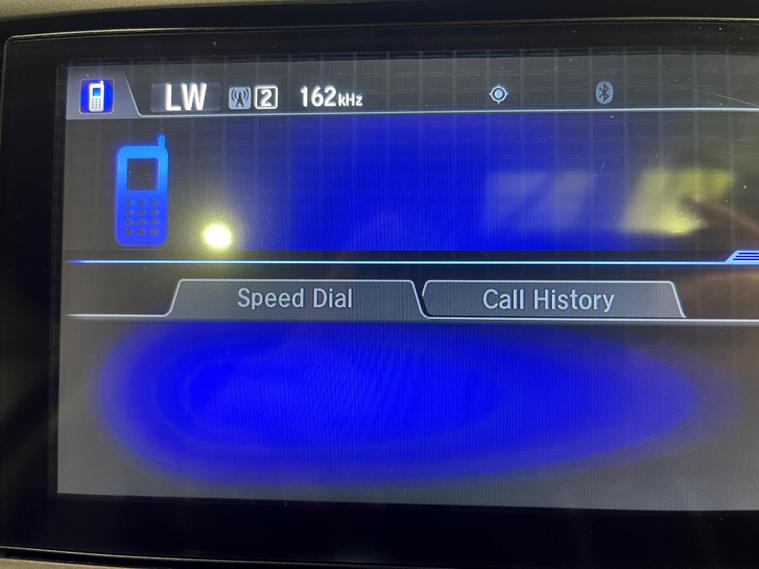 LW 2 162kHz
Speed Dial Call History